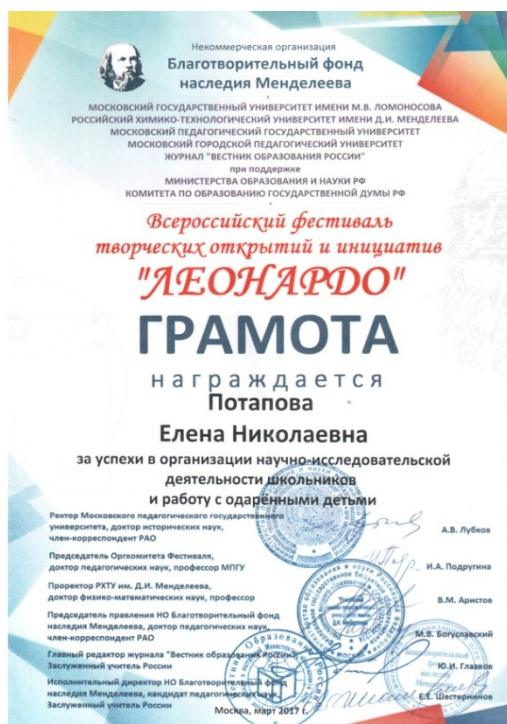 Некоммерческая организация
Благотворительный фонд
наследия Менделеева
МОСКОВСКИЙ ГОСУДАРСТВЕННЫЙ УНИВЕРСИТЕТ ИМЕНИ М.В. ЛОМОНОСОВА
РОССИЙСКИЙ ХИМИКО-ТЕХНОЛОГИЧЕСКИЙ УНИВЕРСИТЕТ ИМЕНИ Д.И. МЕНДЕЛЕЕВА
МОСКОВСКИЙ ПЕДАГОГИЧЕСКИЙ ГОСУДАРСТВЕННЫЙ УНИВЕРСИТЕТ
МОСКОВСКИЙ ГОРОДСКОЙ ПЕДАГОГИЧЕСКИЙ УНИВЕРСИТЕТ
ЖУРНАЛ "ВЕСТНИК ОБРАЗОВАНИЯ РОССИИ"
при поддержке
МИНИСТЕРСТВА ОБРАЗОВАНИЯ И НАУКИ РФ
КОМИТЕТА ПО ОБРАЗОВАНИЮ ГОСУДАРСТВЕННОЙ ДУМЫ РФ
Всероссийский фестиваль
творческих открытий и инициатив
"ЛЕОНАРДО"
ГРАМОТА
награждается
Потапова
Елена Николаевна
за успехи в организации научно-исследовательской
деятельности школьников
и работу с одарёнными детьми
Ректор Московского педагогического государственного
университета, доктор исторических наук,
член-корреспондент РАО
А.В. Лубков
Председатель Оргкомитета Фестиваля,
доктор педагогических наук, профессор МПГУ
И.А. Подругина
Проректор РХТУ им. Д.И. Менделеева,
доктор физико-математических наук, профессор
В.М. Аристов
Председатель правления НО Благотворительный фонд
наследия Менделеева, доктор педагогических наук,
член-корреспондент РАО
М.В. Богуславский
Главный редактор журнала "Вестник образования России",
Заслуженный учитель России
Ю.И. Глазков
Исполнительный директор НО Благотворительный фонд
наследия Менделеева, кандидат педагогических наук,
Заслуженный учитель России
Е.Е. Шестернинов
Москва, март 2017 г.